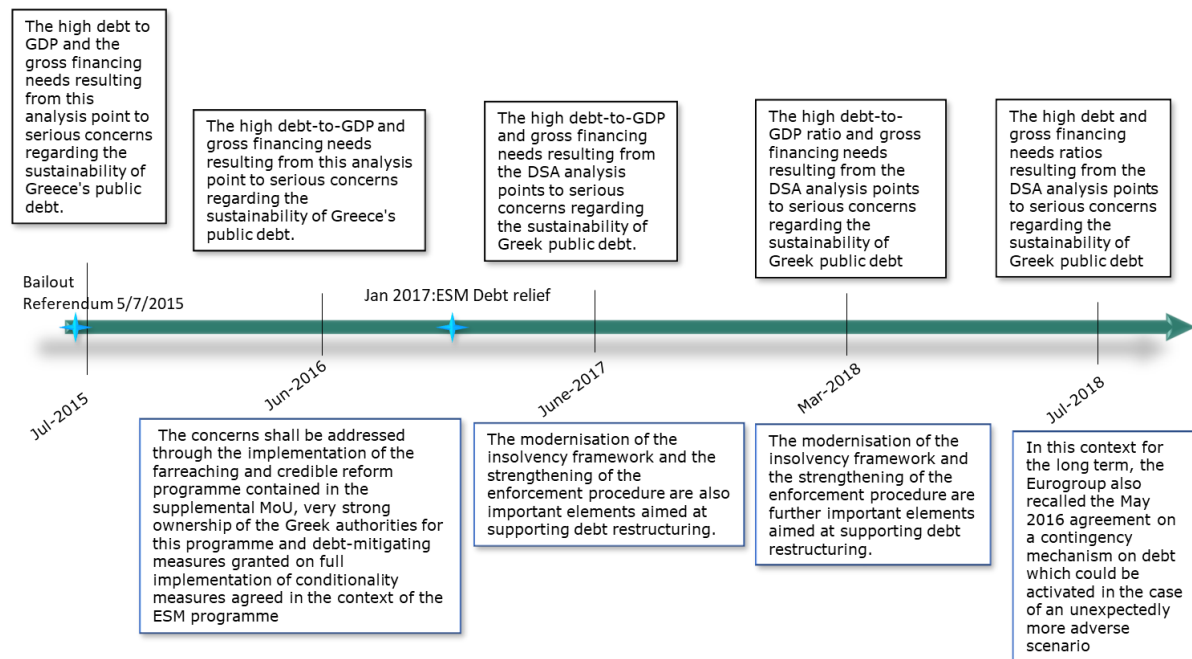 The high debt to
GDP and the
gross financing
needs resulting
from this
analysis point to
serious concerns
regarding the
sustainability of
Greece's public
debt.
The high debt-to-GDP and
gross financing needs
resulting from this analysis
point to serious concerns
regarding the
sustainability of Greece's
public debt.
The high debt-to-GDP
and gross financing
needs resulting from
the DSA analysis
points to serious
concerns regarding
the sustainability of
Greek public debt.
The high debt-to-
GDP ratio and gross
financing needs
resulting from the
DSA analysis points
to serious concerns
regarding the
sustainability of
Greek public debt
The high debt and
gross financing
needs ratios
resulting from the
DSA analysis points
to serious concerns
regarding the
sustainability of
Greek public debt
Bailout
Referendum 5/7/2015
Jan 2017:ESM Debt relief
Jul-2015
Jun-2016
June-2017
Mar-2018
Jul-2018
The concerns shall be addressed
through the implementation of the
farreaching and credible reform
programme contained in the
supplemental MoU, very strong
ownership of the Greek authorities for
this programme and debt-mitigating
measures granted on full
implementation of conditionality
measures agreed in the context of the
ESM programme
The modernisation of the
insolvency framework and the
strengthening of the
enforcement procedure are also
important elements aimed at
supporting debt restructuring.
The modernisation of the
insolvency framework and
the strengthening of the
enforcement procedure are
further important elements
aimed at supporting debt
restructuring.
In this context for
the long term, the
Eurogroup also
recalled the May
2016 agreement on
a contingency
mechanism on debt
which could be
activated in the case
of an unexpectedly
more adverse
scenario